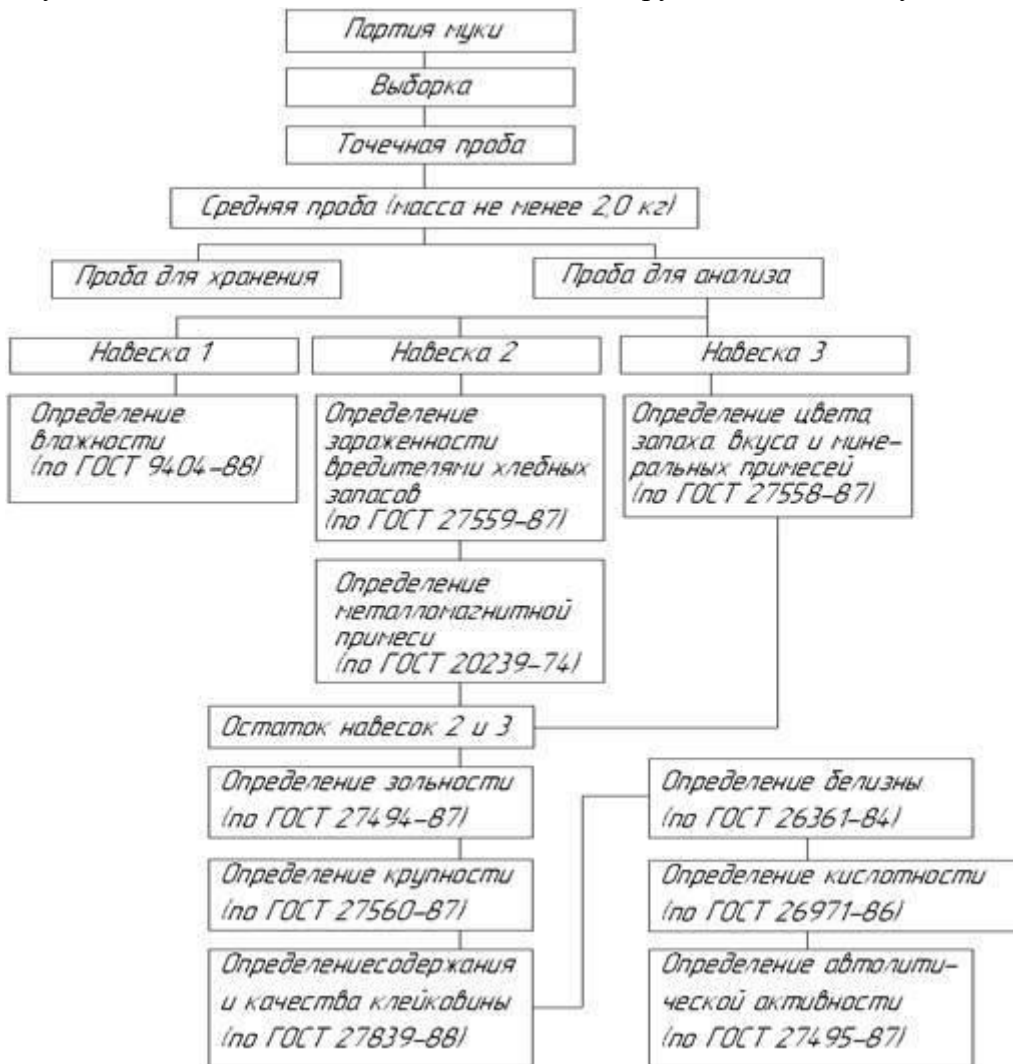 Партия муки
Выборка
Точечная проба
Средняя проба (масса не менее 2,0 кг)
Проба для хранения
Проба для анализа
Навеска 1
Навеска 2
Навеска 3
Определение
влажности
(по ГОСТ 9404-88)
Определение
зараженности
вредителями хлебных
запасов
(по ГОСТ 27559-87)
Определение цвета,
запаха. вкуса и мине-
ральных примесей
(по ГОСТ 27558-87)
Определение
металломагнитной
примеси
(по ГОСТ 20239-74)
Остаток навесок 2 и 3
Определение зольности
(по ГОСТ 27494-87)
Определение крупности
(по ГОСТ 27560-87)
Определениесодержания
и качества клейковины
(по ГОСТ 27839-88)
Определение белизны
(по ГОСТ 26361-84)
Определение кислотности
(по ГОСТ 26971-86)
Определение автолити-
ческой активности
(по ГОСТ 27495-87)